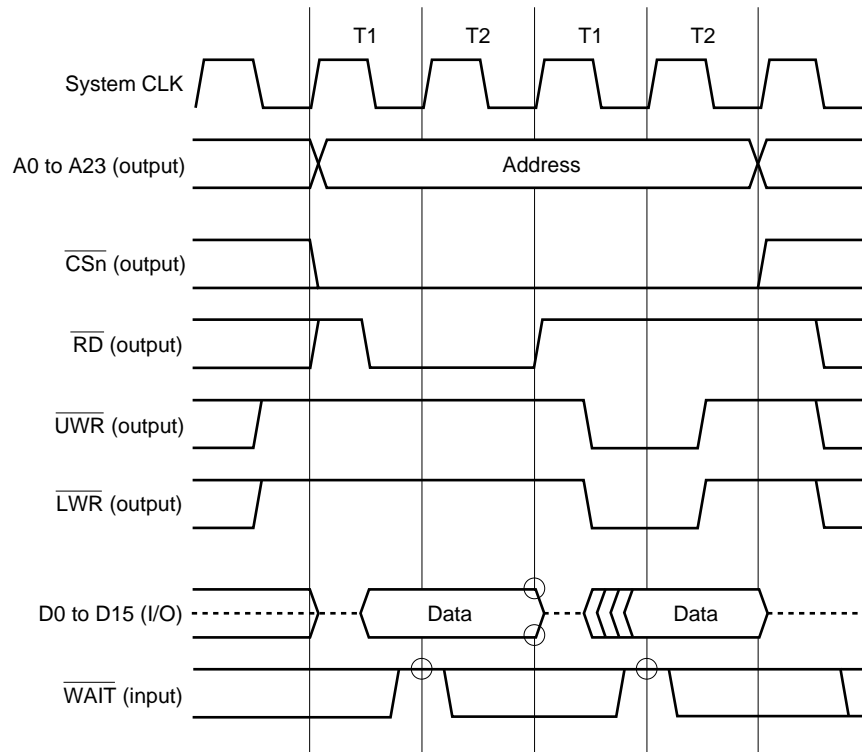 T1 T2 T1 T2
System CLK
A0 to A23 (output) Address
CSn (output)
RD (output)
UWR (output)
LWR (output)
D0 to D15 (I/O) Data Data
WAIT (input)